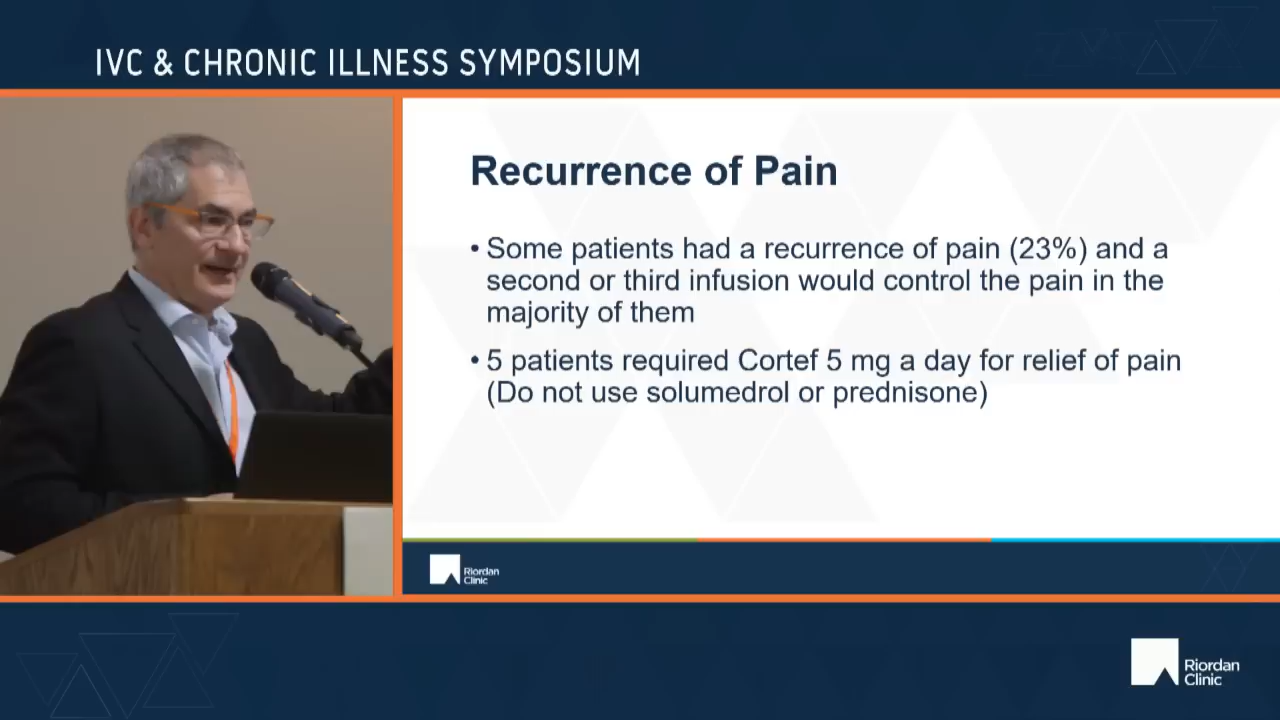 IVC & CHRONIC ILLNESS SYMPOSIUM
Recurrence of Pain
• Some patients had a recurrence of pain (23%) and a
second or third infusion would control the pain in the
majority of them
• 5 patients required Cortef 5 mg a day for relief of pain
(Do not use solumedrol or prednisone)
Riordan
Clinic
Riordan
Clinic